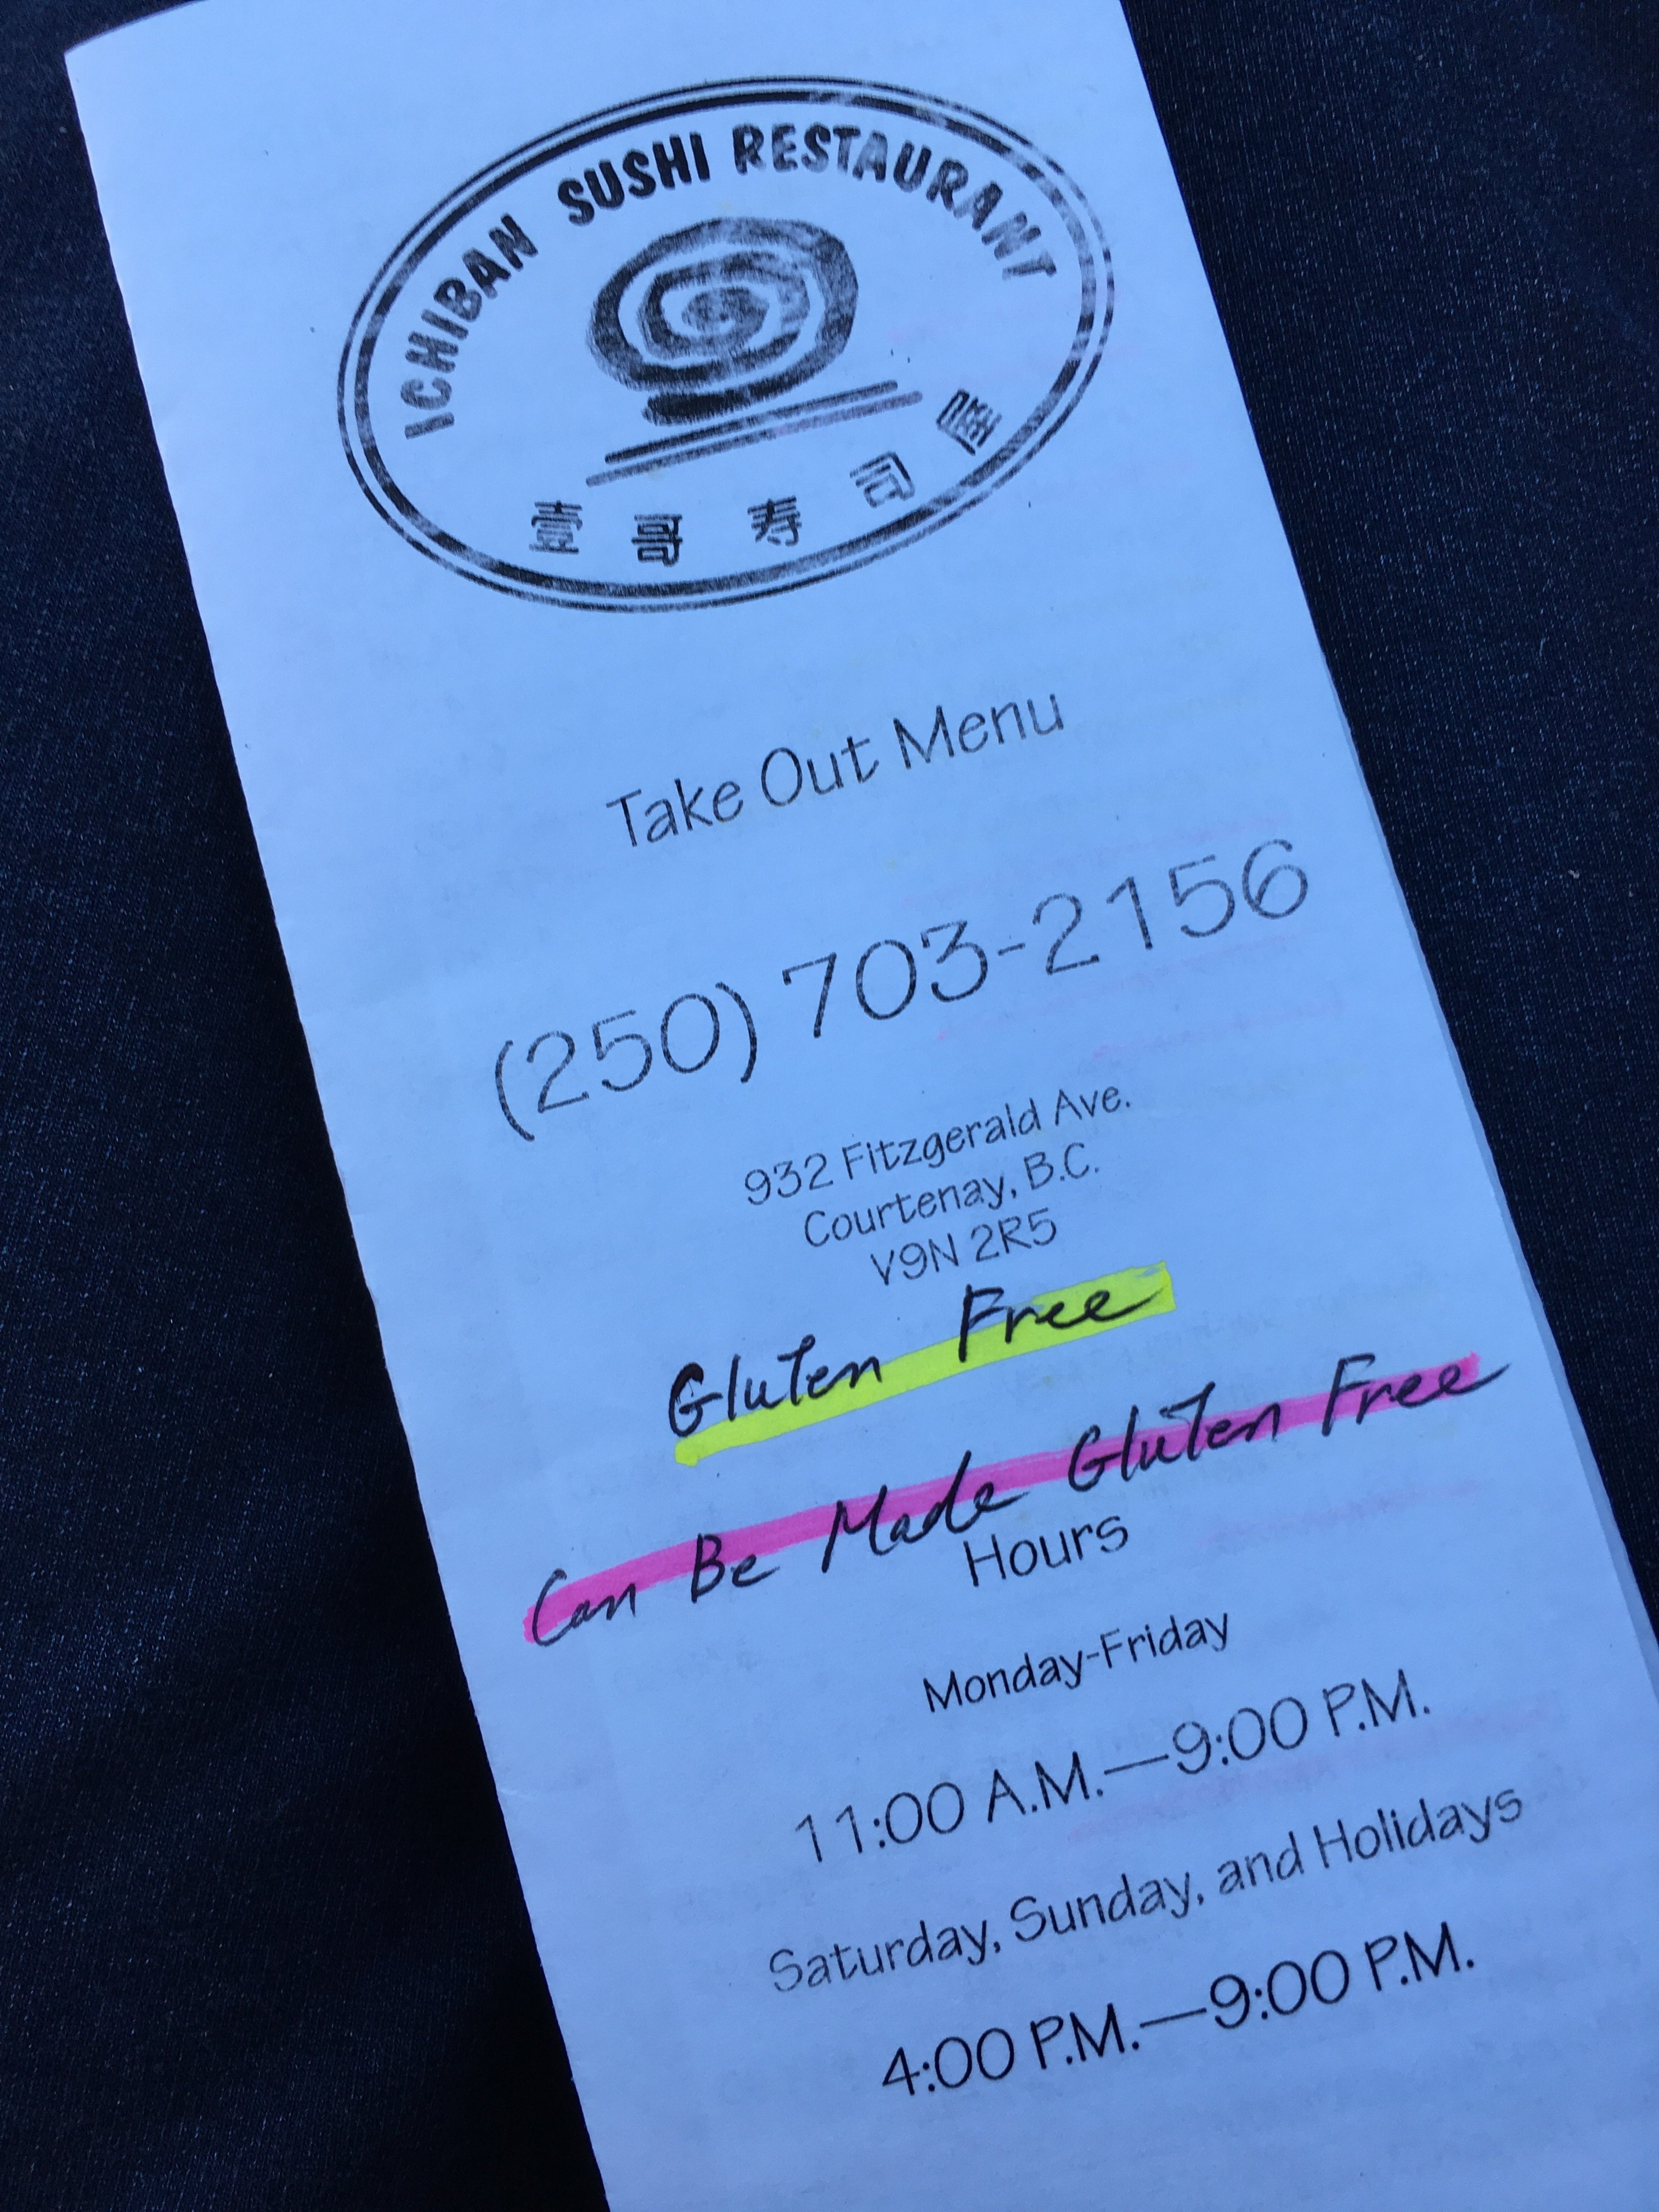 ICHIBAN SUSHI RESTAURANT
壹哥寿司屋
Take Out Menu
(250) 703-2156
932 Fitzgerald Ave.
Courtenay, B.C.
V9N 2R5
Gluten Free
Can Be Made Gluten Free
Hours
Monday-Friday
11:00 A.M.—9:00 P.M.
Saturday, Sunday, and Holidays
4:00 P.M.—9:00 P.M.